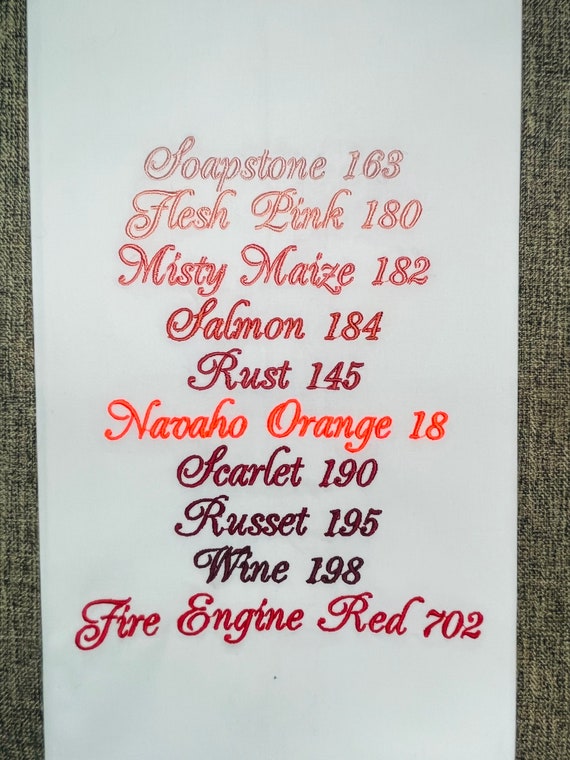 Soapstone 163
Flesh Pink 180
Misty Maize 182
Salmon 184
Rust 145
Navaho Orange 18
Scarlet 190
Russet 195
Wine 198
Fire Engine Red 702